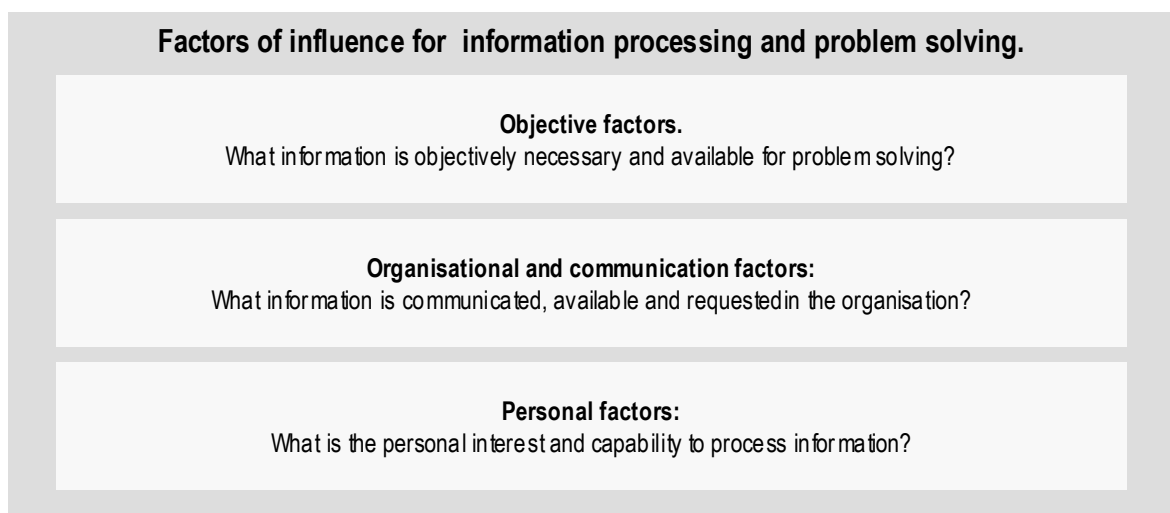 Factors of influence for information processing and problem solving.
Objective factors.
What information is objectively necessary and available for problem solving?
Organisational and communication factors:
What information is communicated, available and requestedin the organisation?
Personal factors:
What is the personal interest and capability to process information?